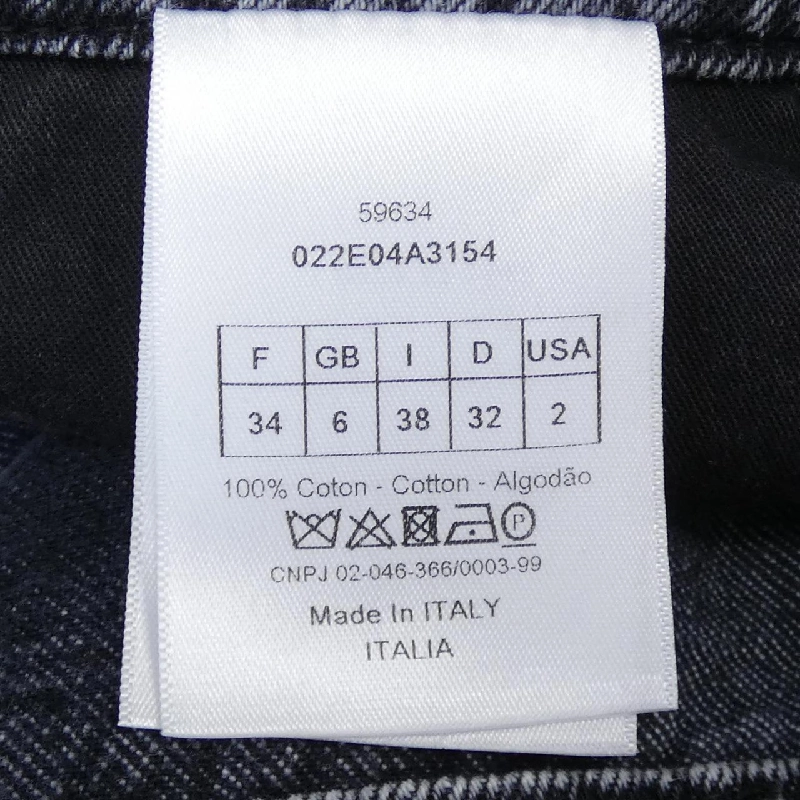 59634
022E04A3154
F GB I D USA
34 6 38 32 2
100% Coton - Cotton - Algodão
P
CNPJ 02-046-366/0003-99
Made In ITALY
ITALIA